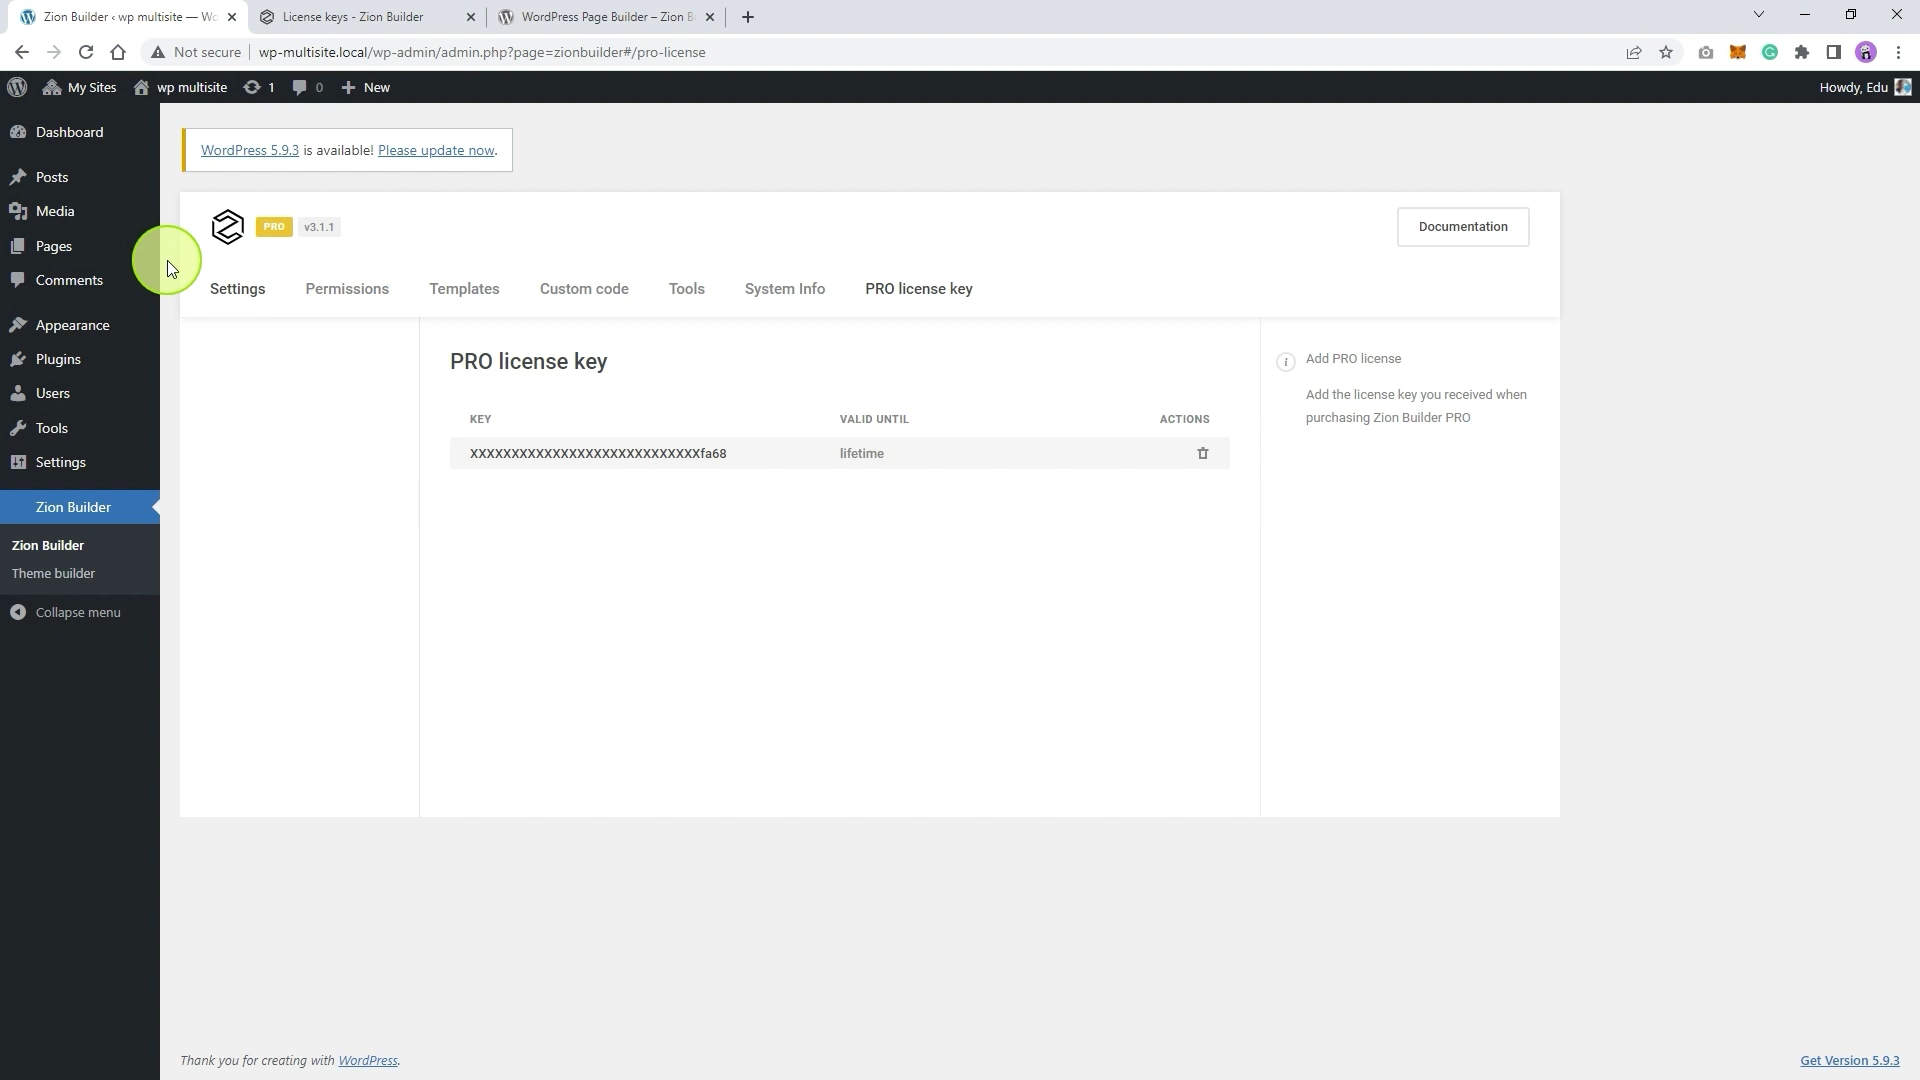 Zion Builder ‹ wp multisite — Wo
License keys - Zion Builder
WordPress Page Builder – Zion B
Not secure
wp-multisite.local/wp-admin/admin.php?page=zionbuilder#/pro-license
My Sites
wp multisite
1
0
New
Howdy, Edu
Dashboard
Posts
Media
Pages
Comments
Appearance
Plugins
Users
Tools
Settings
Zion Builder
Zion Builder
Theme builder
Collapse menu
WordPress 5.9.3 is available! Please update now.
PRO
v3.1.1
Documentation
Settings
Permissions
Templates
Custom code
Tools
System Info
PRO license key
PRO license key
KEY
VALID UNTIL
ACTIONS
XXXXXXXXXXXXXXXXXXXXXXXXXXXXfa68
lifetime
Add PRO license
Add the license key you received when
purchasing Zion Builder PRO
Thank you for creating with WordPress.
Get Version 5.9.3